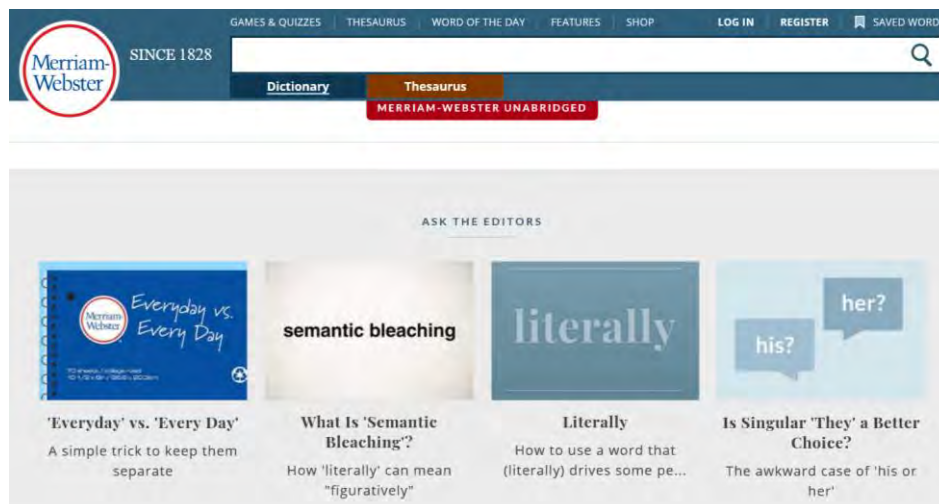 GAMES & QUIZZES THESAURUS WORD OF THE DAY FEATURES SHOP LOG IN REGISTER SAVED WORD
Merriam-
Webster
SINCE 1828
Dictionary Thesaurus
MERRIAM-WEBSTER UNABRIDGED
ASK THE EDITORS
Merriam
Webster
Everyday vs.
Every Day
semantic bleaching
literally
his?
her?
'Everyday' vs. 'Every Day'
A simple trick to keep them
separate
What Is 'Semantic
Bleaching'?
How 'literally' can mean
"figuratively"
Literally
How to use a word that
(literally) drives some pe...
Is Singular 'They' a Better
Choice?
The awkward case of 'his or
her'